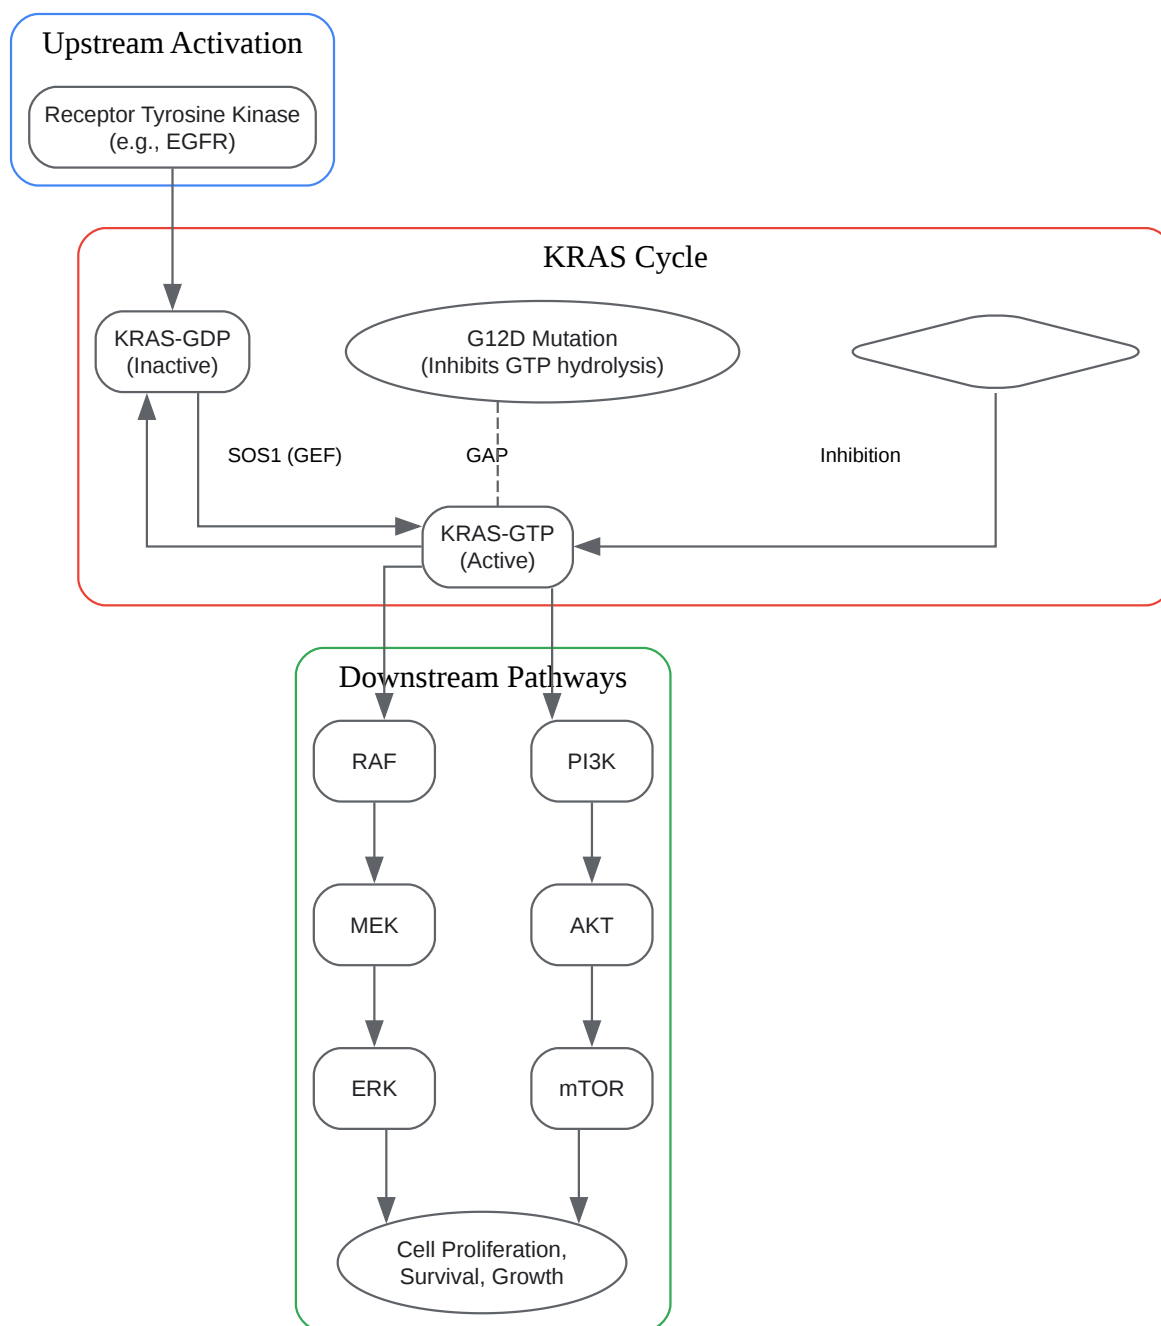 Upstream Activation
Receptor Tyrosine Kinase
(e.g., EGFR)
KRAS Cycle
KRAS-GDP
(Inactive)
G12D Mutation
(Inhibits GTP hydrolysis)
SOS1 (GEF)
GAP
Inhibition
KRAS-GTP
(Active)
Downstream Pathways
RAF
PI3K
MEK
AKT
ERK
mTOR
Cell Proliferation,
Survival, Growth